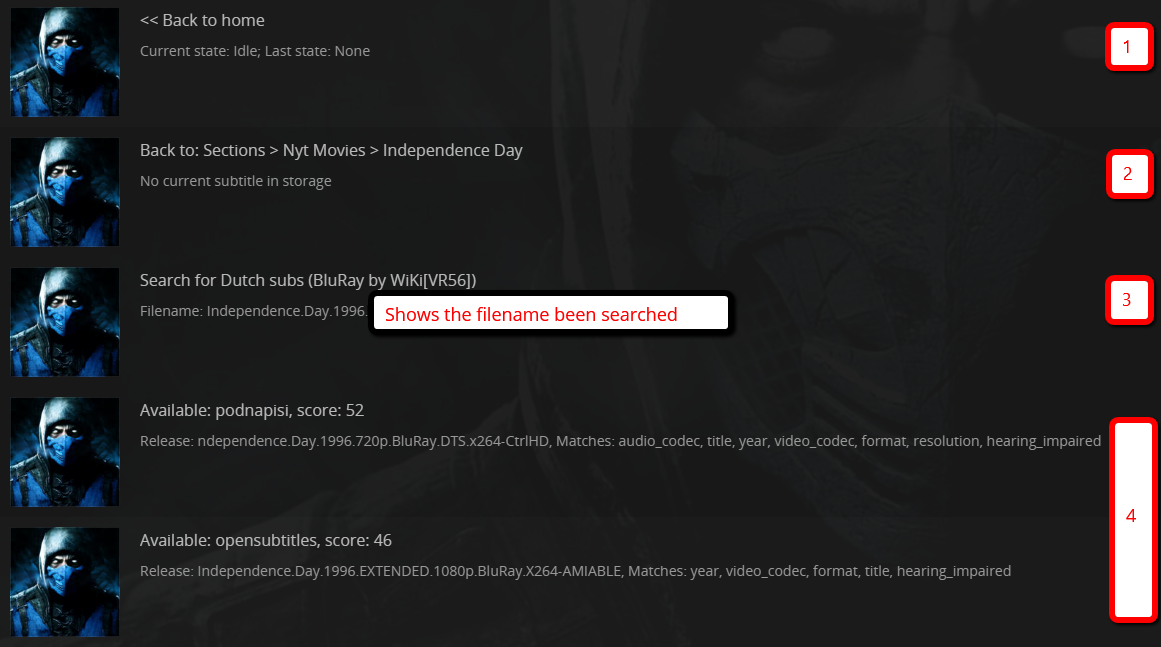 << Back to home
1
Current state: Idle; Last state: None
Back to: Sections > Nyt Movies > Independence Day
2
No current subtitle in storage
Search for Dutch subs (BluRay by WiKi[VR56])
3
Filename: Independence.Day.1996.
Shows the filename been searched
Available: podnapisi, score: 52
Release: ndependence.Day.1996.720p.BluRay.DTS.x264-CtrlHD, Matches: audio_codec, title, year, video_codec, format, resolution, hearing_impaired
4
Available: opensubtitles, score: 46
Release: Independence.Day.1996.EXTENDED.1080p.BluRay.X264-AMIABLE, Matches: year, video_codec, format, title, hearing_impaired